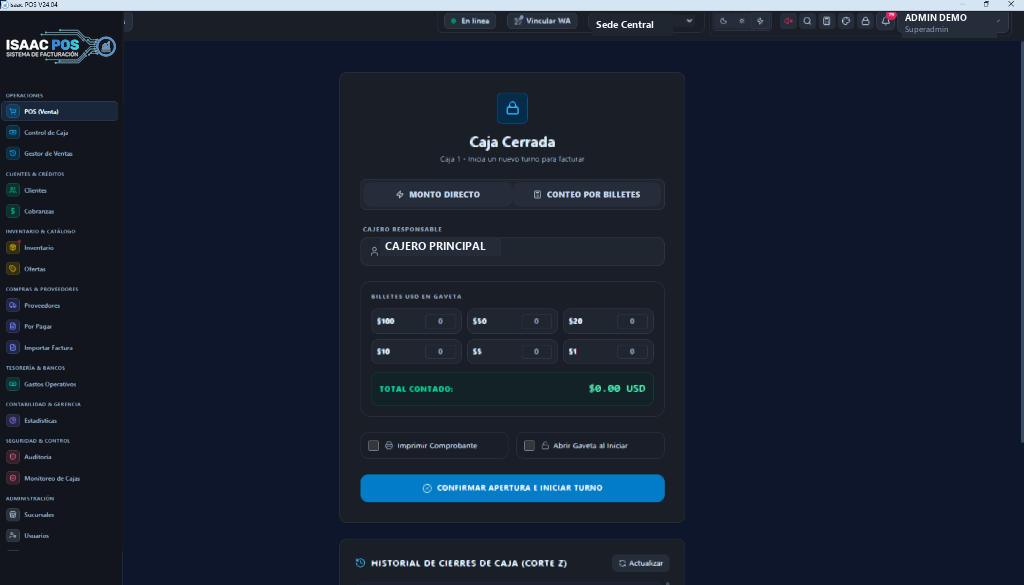 Isaac POS V24.04
ISAAC POS
SISTEMA DE FACTURACIÓN
En línea
Vincular WA
Sede Central
ADMIN DEMO
Superadmin
OPERACIONES
POS (Venta)
Control de Caja
Gestor de Ventas
CLIENTES & CRÉDITOS
Clientes
Cobranzas
INVENTARIO & CATÁLOGO
Inventario
Ofertas
COMPRAS & PROVEEDORES
Proveedores
Por Pagar
Importar Factura
TESORERÍA & BANCOS
Gastos Operativos
CONTABILIDAD & GERENCIA
Estadísticas
SEGURIDAD & CONTROL
Auditoría
Monitoreo de Cajas
ADMINISTRACIÓN
Sucursales
Usuarios
Caja Cerrada
Caja 1 • Inicia un nuevo turno para facturar
MONTO DIRECTO
CONTEO POR BILLETES
CAJERO RESPONSABLE
CAJERO PRINCIPAL
BILLETES USD EN GAVETA
$100 0
$50 0
$20 0
$10 0
$5 0
$1 0
TOTAL CONTADO: $0.00 USD
Imprimir Comprobante
Abrir Gaveta al Iniciar
CONFIRMAR APERTURA E INICIAR TURNO
HISTORIAL DE CIERRES DE CAJA (CORTE Z)
Actualizar